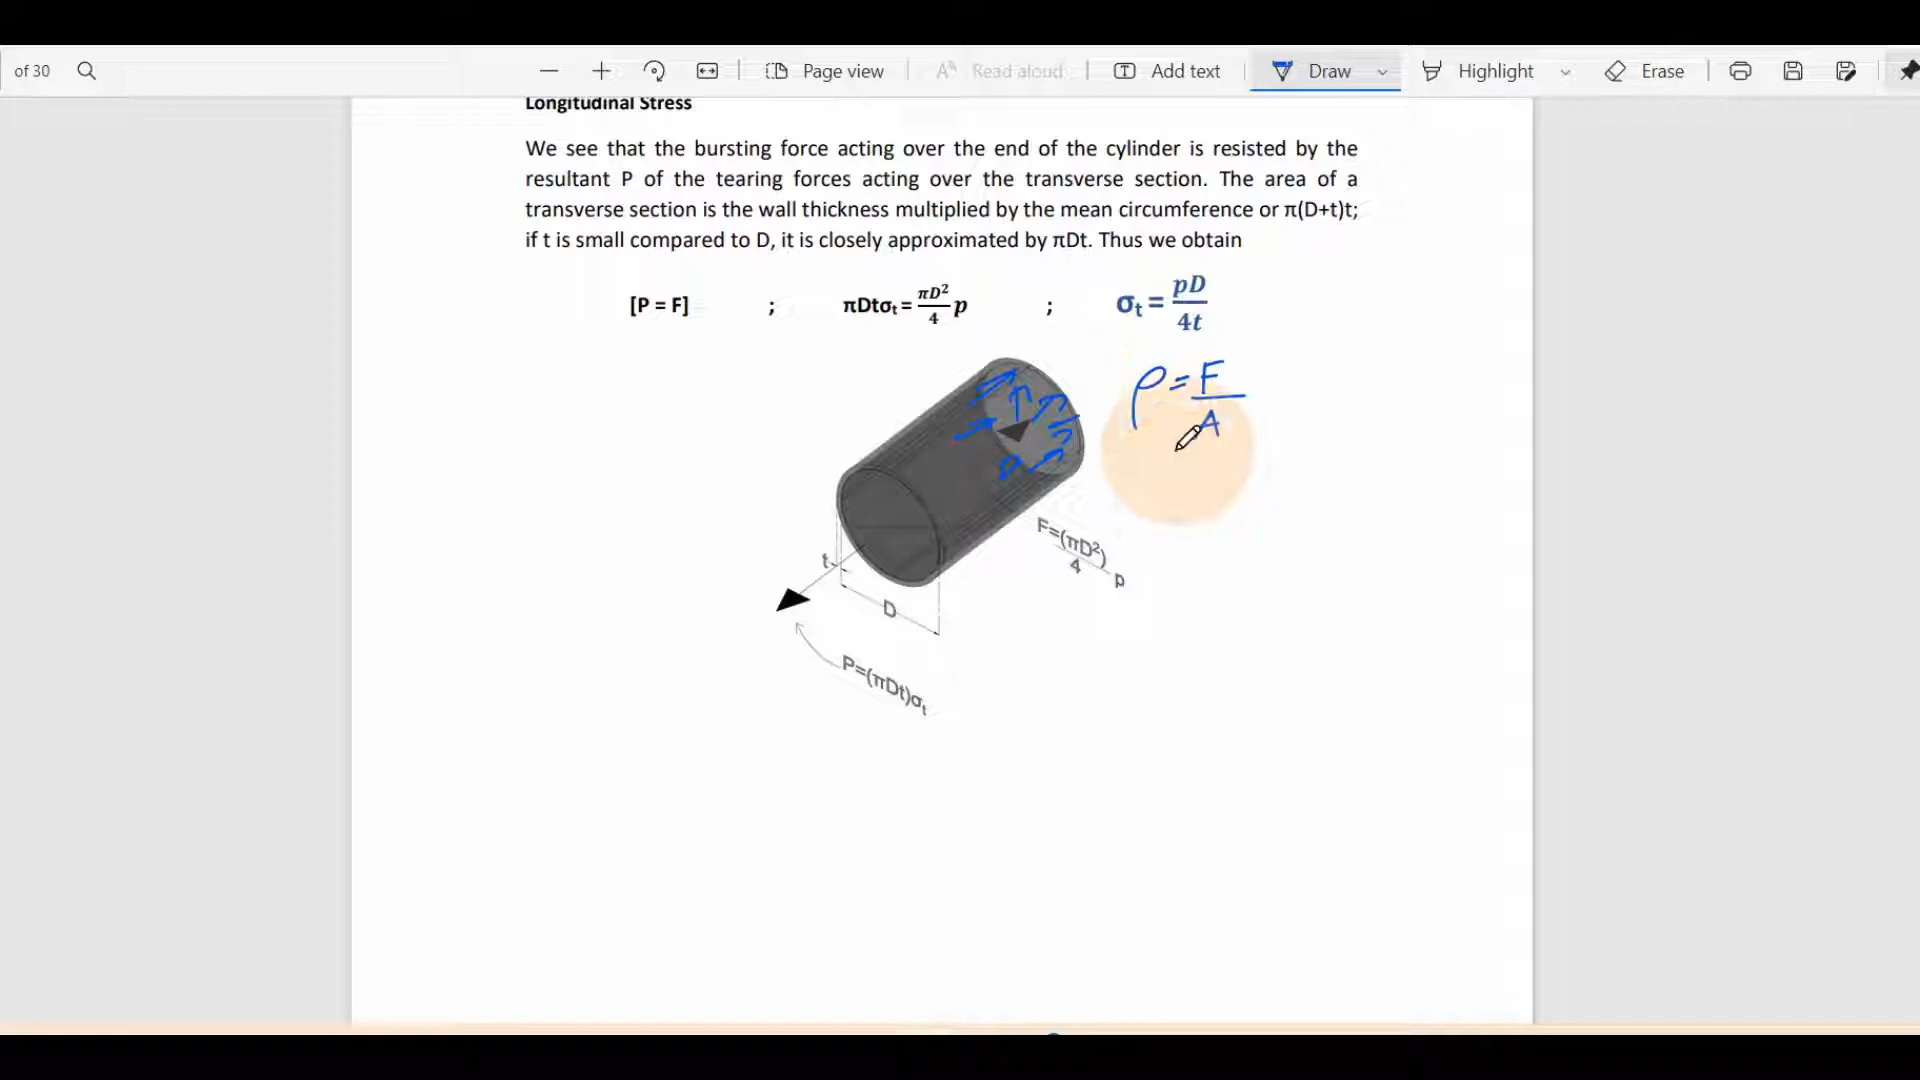 of 30
Page view
Read aloud
Add text
Draw
Highlight
Erase
Longitudinal Stress
We see that the bursting force acting over the end of the cylinder is resisted by the
resultant P of the tearing forces acting over the transverse section. The area of a
transverse section is the wall thickness multiplied by the mean circumference or π(D+t)t;
if t is small compared to D, it is closely approximated by πDt. Thus we obtain
[P = F] ; πDtσt = πD²/4 p ; σt = pD/4t
ρ = F/A
F=(πD²)/4 p
t
D
P=(πDt)σt